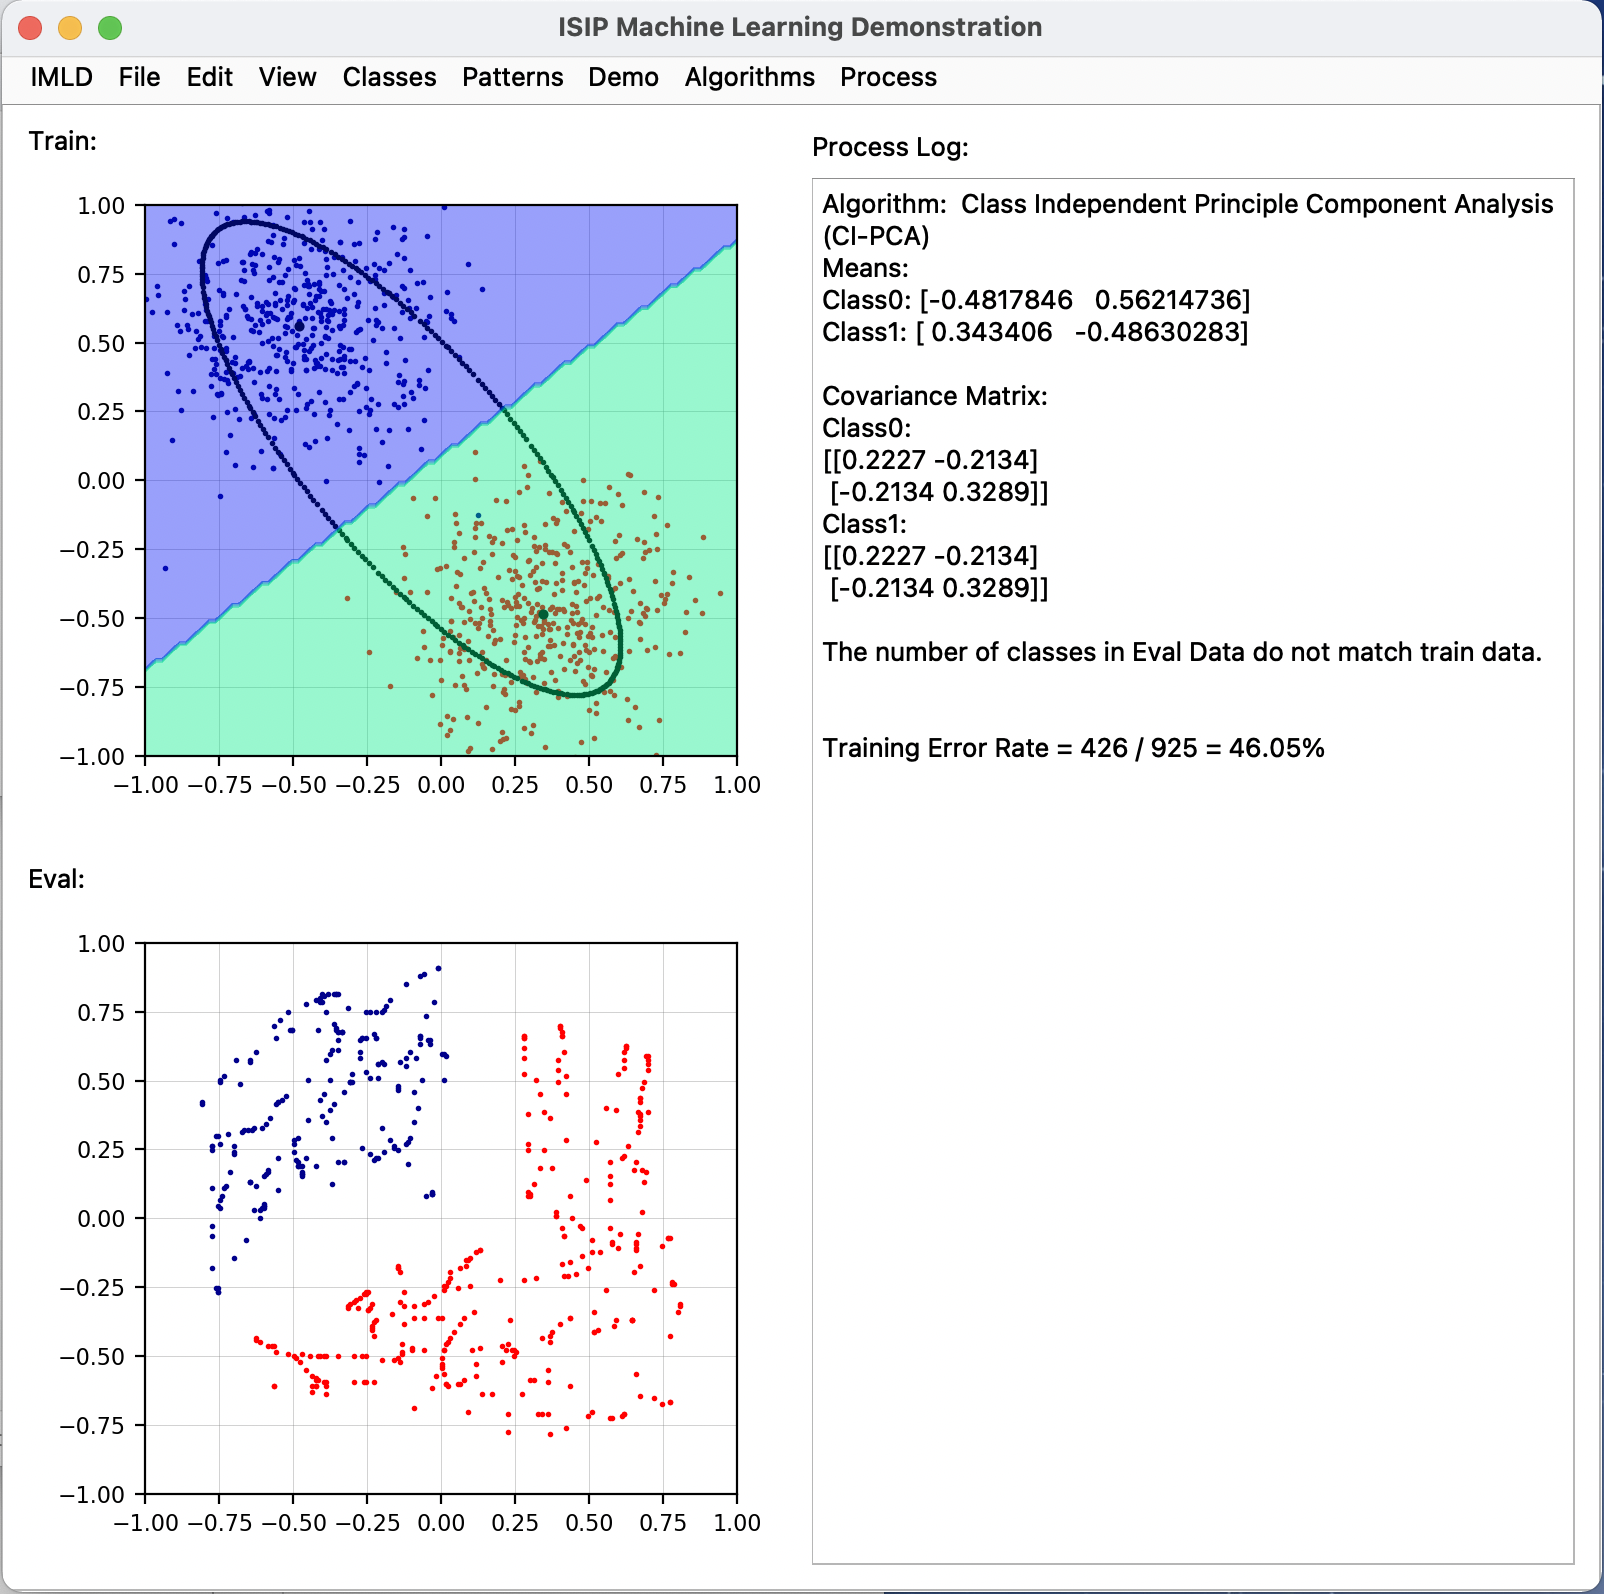 ISIP Machine Learning Demonstration
IMLD File Edit View Classes Patterns Demo Algorithms Process
Train:
1.00
0.75
0.50
0.25
0.00
−0.25
−0.50
−0.75
−1.00
−1.00 −0.75 −0.50 −0.25 0.00 0.25 0.50 0.75 1.00
Eval:
1.00
0.75
0.50
0.25
0.00
−0.25
−0.50
−0.75
−1.00
−1.00 −0.75 −0.50 −0.25 0.00 0.25 0.50 0.75 1.00
Process Log:
Algorithm:  Class Independent Principle Component Analysis
(CI-PCA)
Means:
Class0: [-0.4817846   0.56214736]
Class1: [ 0.343406   -0.48630283]
Covariance Matrix:
Class0:
[[0.2227 -0.2134]
 [-0.2134 0.3289]]
Class1:
[[0.2227 -0.2134]
 [-0.2134 0.3289]]
The number of classes in Eval Data do not match train data.
Training Error Rate = 426 / 925 = 46.05%